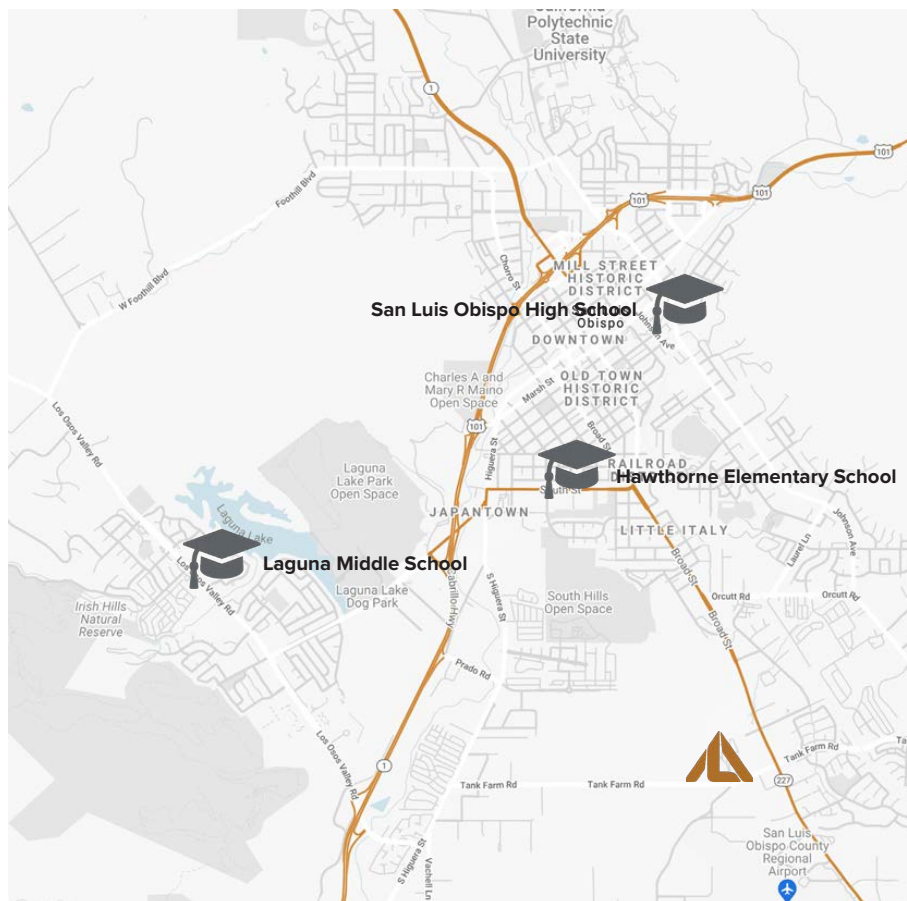 California
Polytechnic
State
University
1
101
101
101
Foothill Blvd
W Foothill Blvd
Chorro St
MILL STREET
HISTORIC
DISTRICT
San Luis Obispo High School
Obispo
Johnson Ave
DOWNTOWN
OLD TOWN
HISTORIC
DISTRICT
Charles A and
Mary R Maino
Open Space
Marsh St
Los Osos Valley Rd
101
Higuera St
Broad St
RAILROAD
Hawthorne Elementary School
Laguna
Lake Park
Open Space
South St
JAPANTOWN
LITTLE ITALY
Johnson Ave
Laguna Lake
Laurel Ln
Laguna Middle School
Broad St
Cabrillo Hwy
S Higuera St
Los Osos Valley Rd
Laguna Lake
Dog Park
South Hills
Open Space
Orcutt Rd
Orcutt Rd
Irish Hills
Natural
Reserve
Broad St
Prado Rd
Los Osos Valley Rd
1
Tank Farm Rd
Tank Farm Rd
Tank Farm Rd
Ta
227
San Luis
Obispo County
Regional
Airport
S Higuera St
Vachell Ln